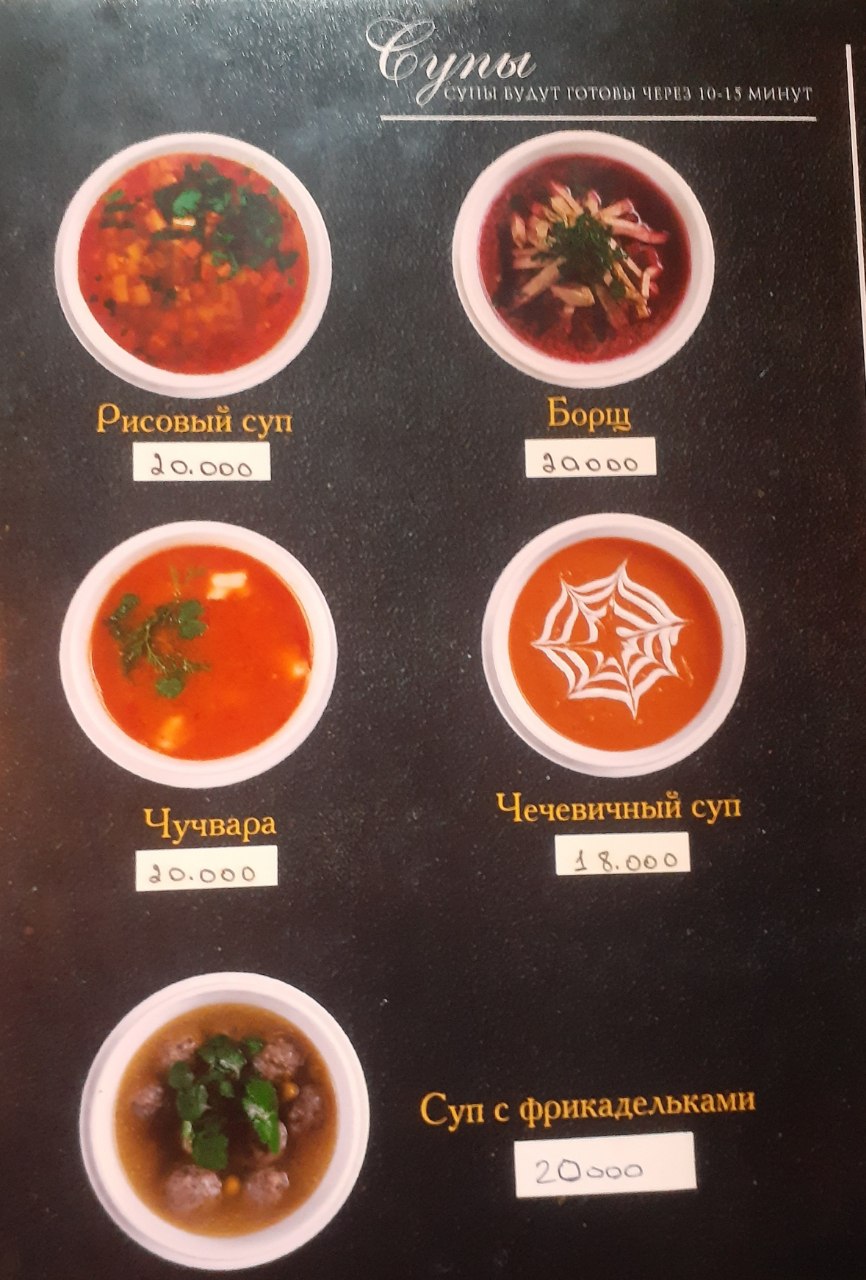 Супы
СУПЫ БУДУТ ГОТОВЫ ЧЕРЕЗ 10-15 МИНУТ
Рисовый суп
20.000
Борщ
20000
Чучвара
20.000
Чечевичный суп
18.000
Суп с фрикадельками
20000